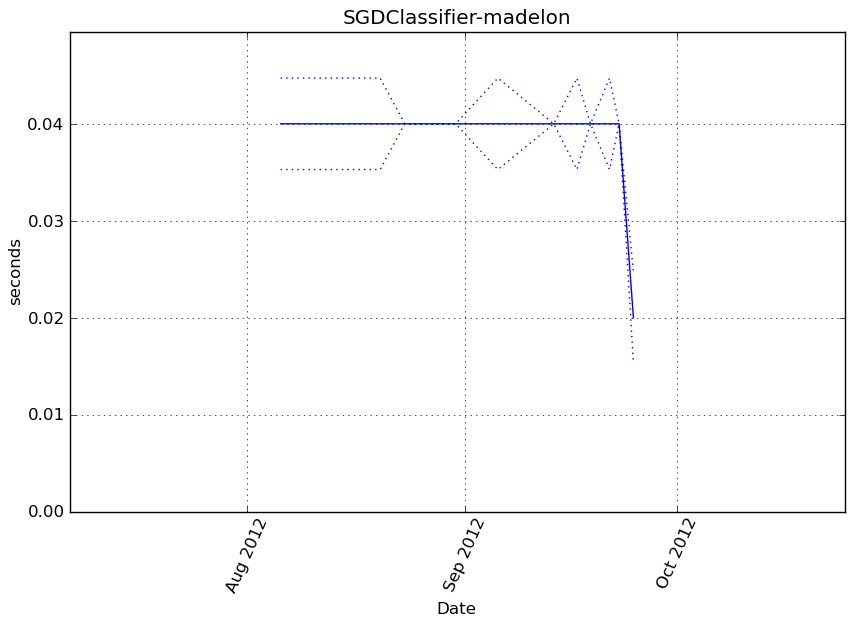 SGDClassifier-madelon
seconds
0.04
0.03
0.02
0.01
0.00
Aug 2012
Sep 2012
Oct 2012
Date